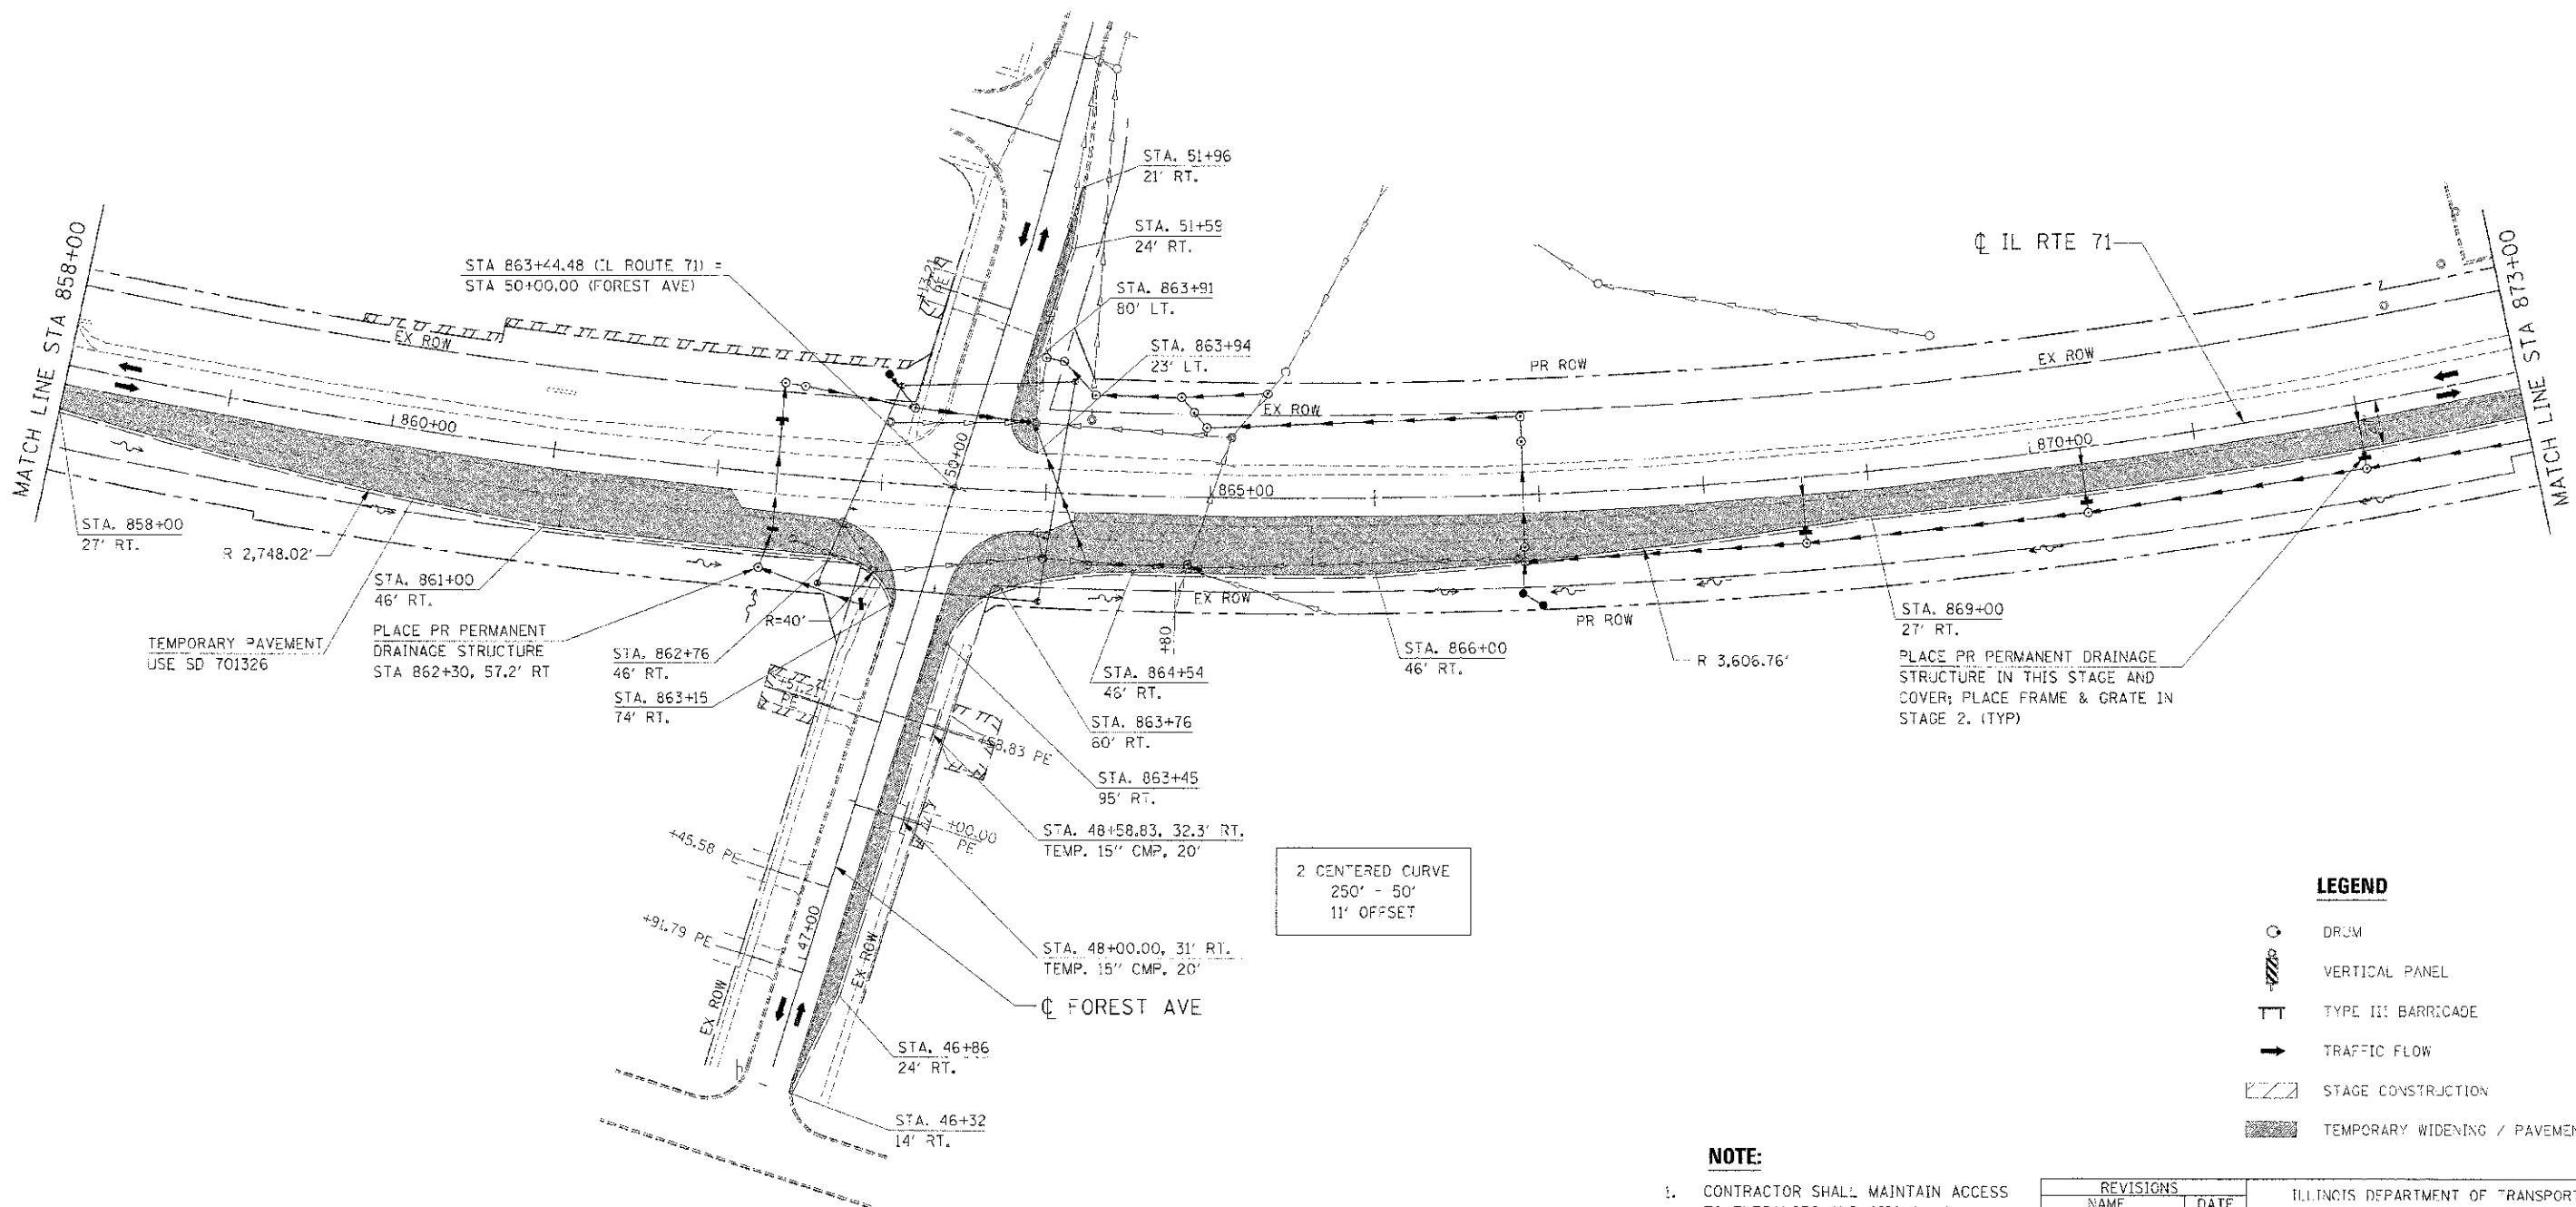 MATCH LINE STA 858+00
STA 863+44.48 (CL ROUTE 71) =
STA 50+00.00 (FOREST AVE)
STA. 51+96
21' RT.
STA. 51+59
24' RT.
STA. 863+91
80' LT.
STA. 863+94
23' LT.
℄ IL RTE 71
MATCH LINE STA 873+00
EX ROW
PR ROW
EX ROW
EX ROW
860+00
50+00
865+00
870+00
STA. 858+00
27' RT.
R 2,748.02'
STA. 861+00
46' RT.
TEMPORARY PAVEMENT
USE SD 701326
PLACE PR PERMANENT
DRAINAGE STRUCTURE
STA 862+30, 57.2' RT
R=40'
STA. 862+76
46' RT.
STA. 863+15
74' RT.
EX ROW
PR ROW
+80
STA. 864+54
46' RT.
STA. 866+00
46' RT.
R 3,606.76'
STA. 869+00
27' RT.
PLACE PR PERMANENT DRAINAGE
STRUCTURE IN THIS STAGE AND
COVER; PLACE FRAME & GRATE IN
STAGE 2. (TYP)
STA. 863+76
60' RT.
STA. 863+45
95' RT.
+58.83 PE
+00.00
PE
STA. 48+58.83, 32.3' RT.
TEMP. 15" CMP, 20'
+45.58 PE
+91.79 PE
47+00
EX ROW
EX ROW
STA. 48+00.00, 31' RT.
TEMP. 15" CMP, 20'
2 CENTERED CURVE
250' - 50'
11' OFFSET
℄ FOREST AVE
STA. 46+86
24' RT.
STA. 46+32
14' RT.
LEGEND
DRUM
VERTICAL PANEL
TYPE III BARRICADE
TRAFFIC FLOW
STAGE CONSTRUCTION
TEMPORARY WIDENING / PAVEMEN
NOTE:
1. CONTRACTOR SHALL MAINTAIN ACCESS
REVISIONS
NAME DATE
ILLINOIS DEPARTMENT OF TRANSPORT